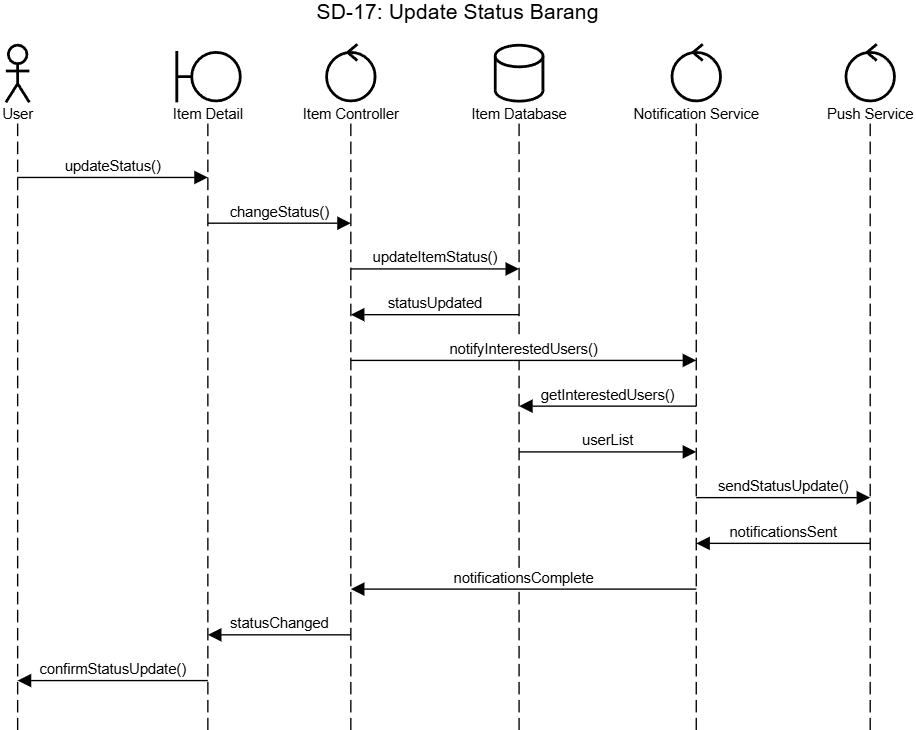 SD-17: Update Status Barang
User
Item Detail
Item Controller
Item Database
Notification Service
Push Service
updateStatus()
changeStatus()
updateItemStatus()
statusUpdated
notifyInterestedUsers()
getInterestedUsers()
userList
sendStatusUpdate()
notificationsSent
notificationsComplete
statusChanged
confirmStatusUpdate()